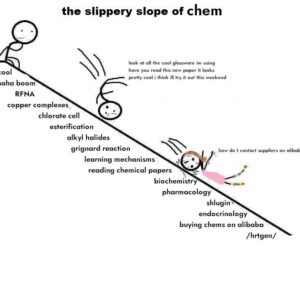 the slippery slope of chem
look at all the cool glassware im using
have you read this new paper it looks
pretty cool i think ill try it out this weekend
cool
haha boom
RFNA
copper complexes
chlorate cell
esterification
alkyl halides
grignard reaction
how do I contact suppliers on alibab
learning mechanisms
reading chemical papers
biochemistry
pharmacology
shlugin
endocrinology
buying chems on alibaba
/hrtgen/